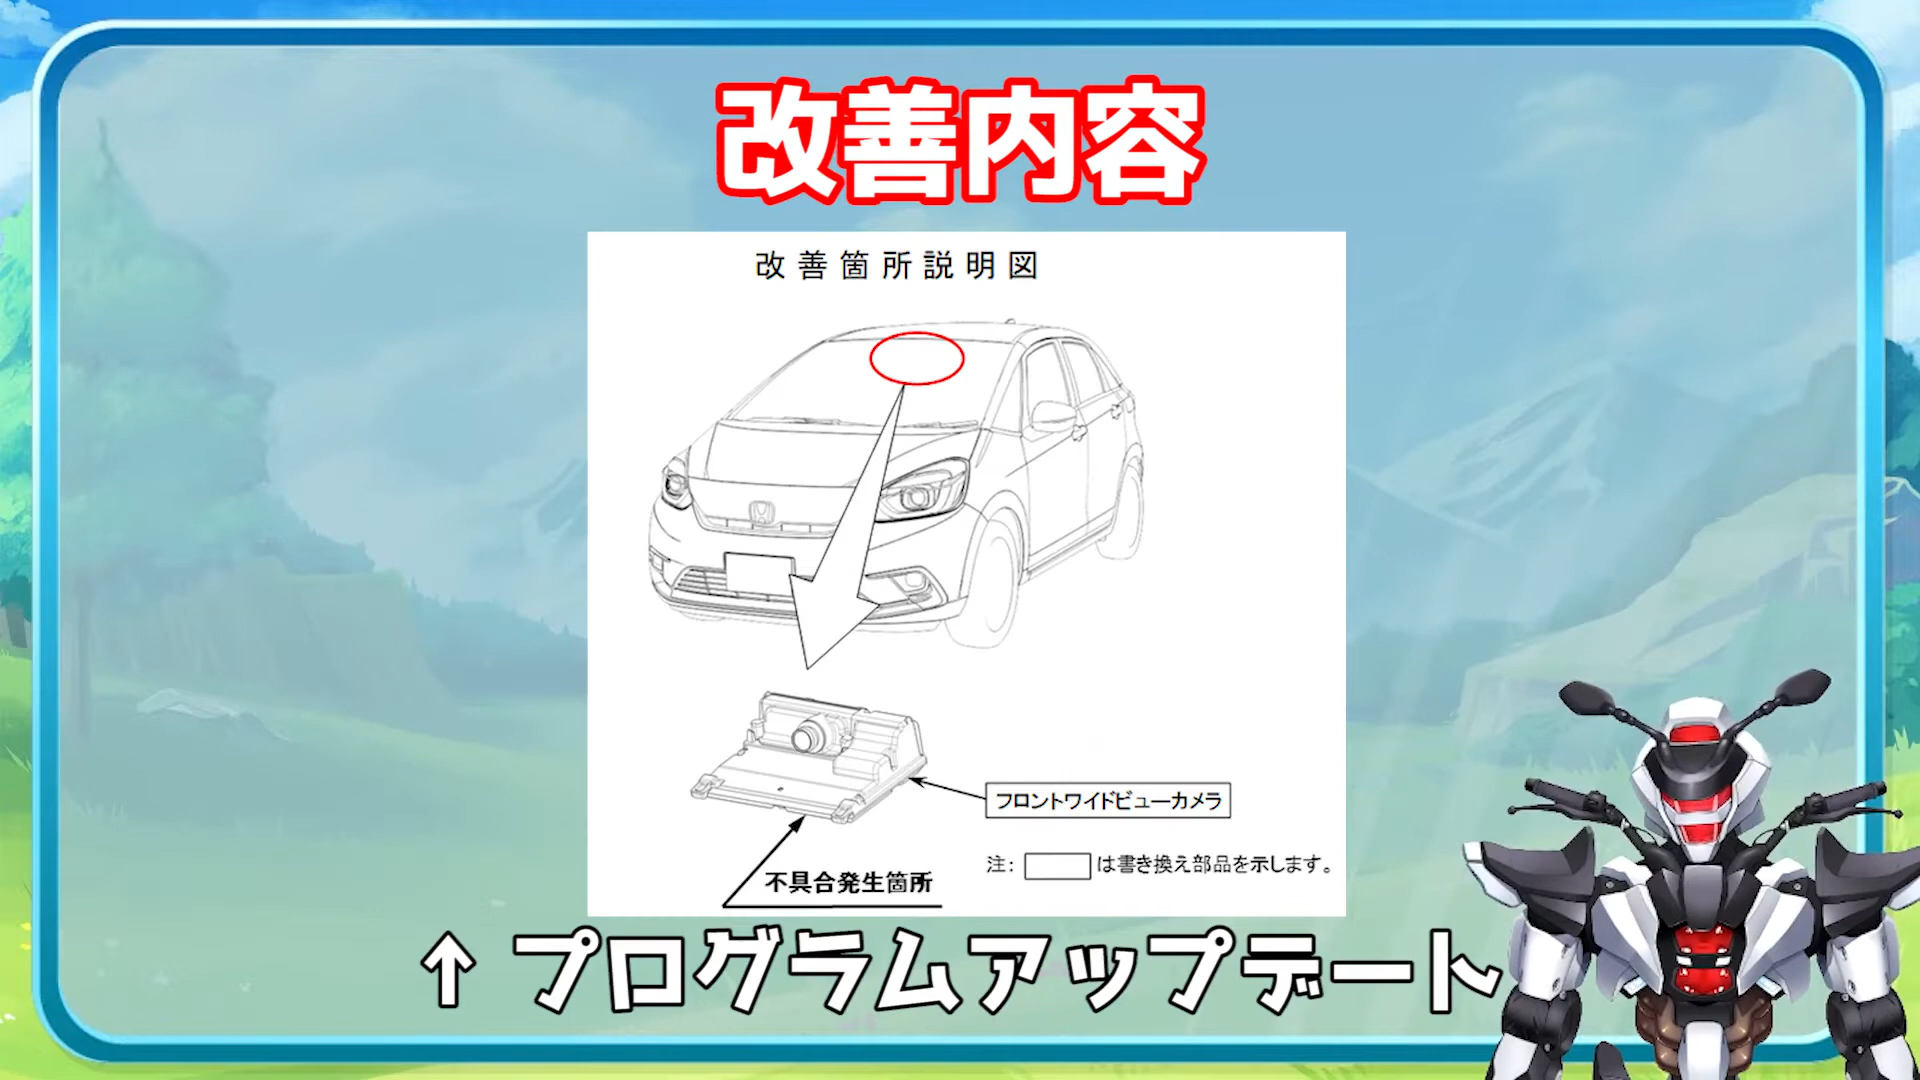 改善内容
改善箇所説明図
フロントワイドビューカメラ
注: は書き換え部品を示します。
不具合発生箇所
↑プログラムアップデート